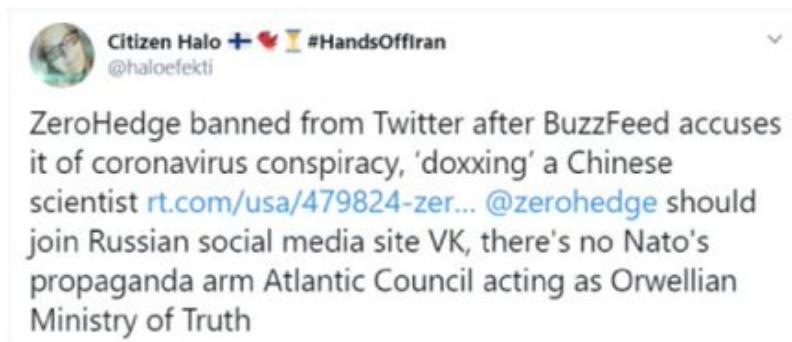 Citizen Halo 🇫🇮 🐦 ⏳ #HandsOffIran
@haloefekti
ZeroHedge banned from Twitter after BuzzFeed accuses
it of coronavirus conspiracy, ‘doxxing’ a Chinese
scientist rt.com/usa/479824-zer... @zerohedge should
join Russian social media site VK, there's no Nato's
propaganda arm Atlantic Council acting as Orwellian
Ministry of Truth